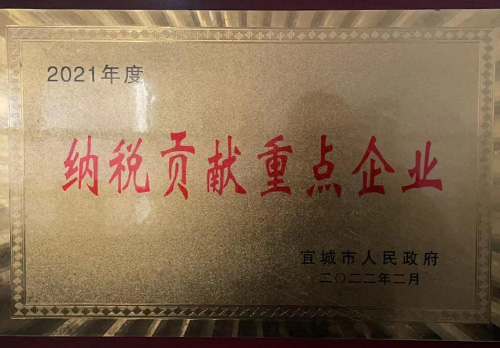 2021年度
纳税贡献重点企业
宜城市人民政府
二〇二二年二月